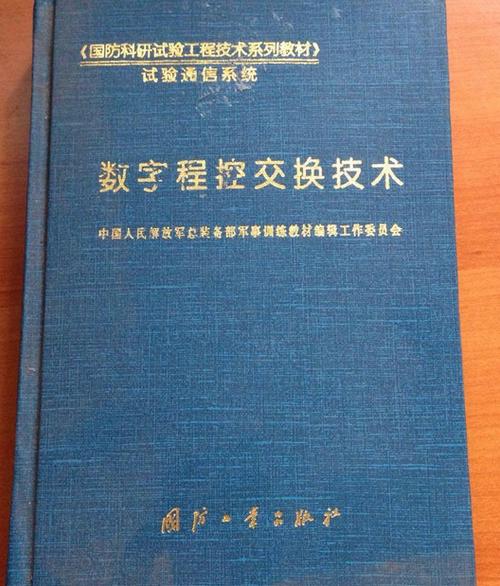 《国防科研试验工程技术系列教材》
试验通信系统
数字程控交换技术
中国人民解放军总装备部军事训练教材编辑工作委员会
国防工业出版社